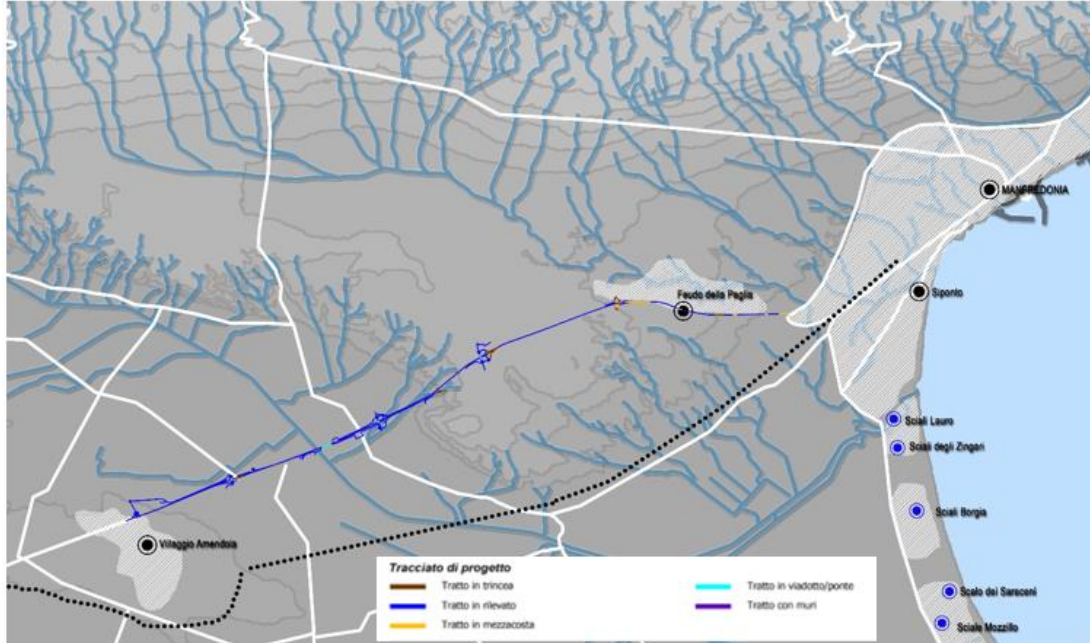 MANFREDONIA
Siponto
Feudo della Paglia
Sciali Lauro
Sciali degli Zingari
Sciali Borgia
Villaggio Amendola
Scalo dei Saraceni
Sciale Mozzillo
Tracciato di progetto
Tratto in trincea
Tratto in viadotto/ponte
Tratto in rilevato
Tratto con muri
Tratto in mezzacosta